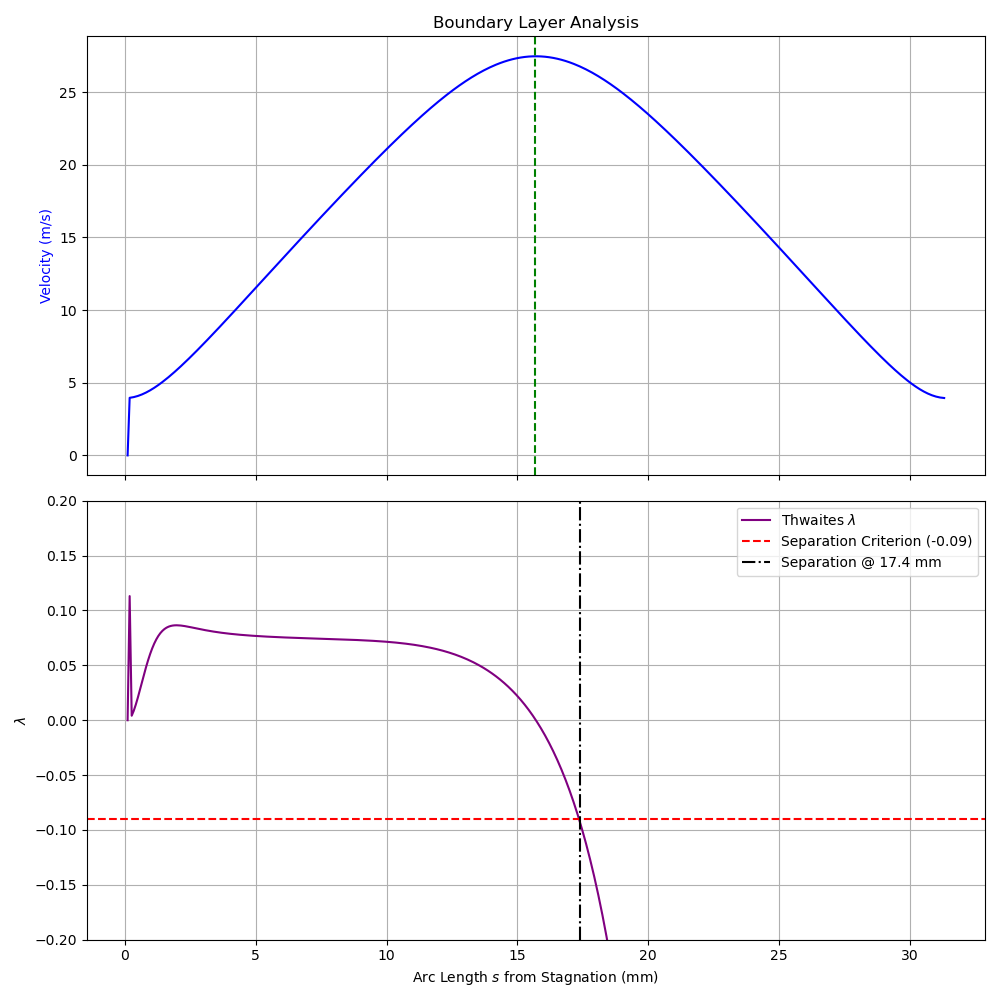 Boundary Layer Analysis
Velocity (m/s)
25
20
15
10
5
0
0.20
0.15
0.10
0.05
0.00
−0.05
−0.10
−0.15
−0.20
λ
Thwaites λ
Separation Criterion (-0.09)
Separation @ 17.4 mm
0 5 10 15 20 25 30
Arc Length s from Stagnation (mm)